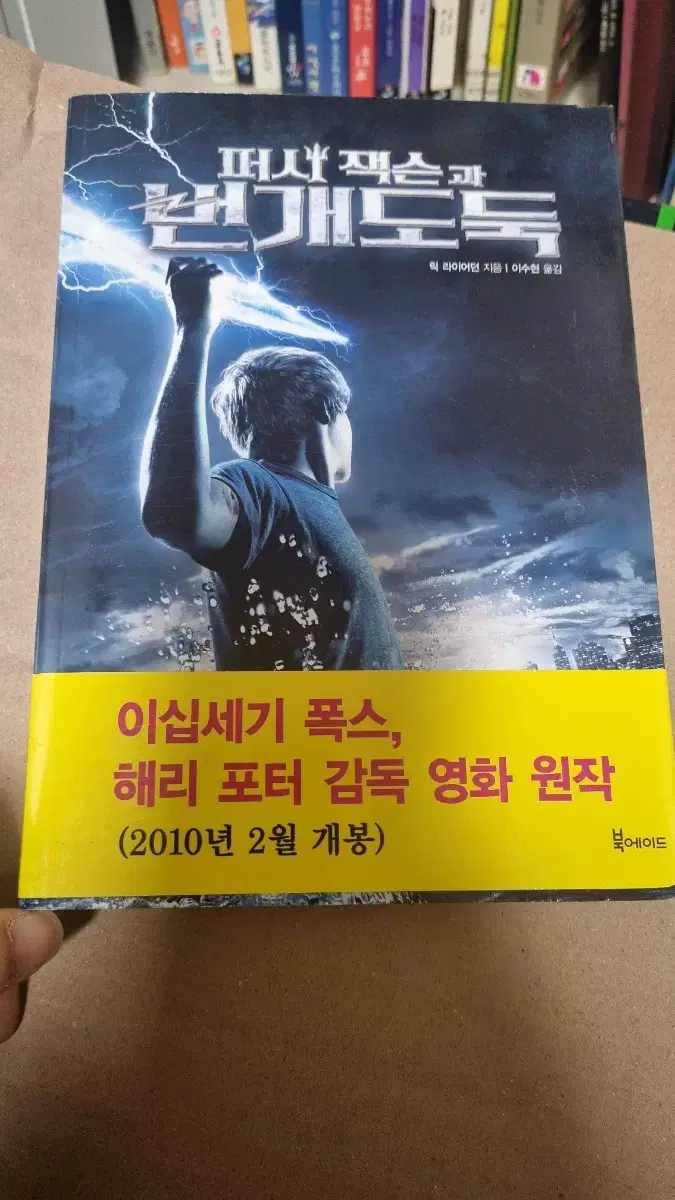 퍼시 잭슨과
번개도둑
릭 라이어던 지음 | 이수현 옮김
이십세기 폭스,
해리 포터 감독 영화 원작
(2010년 2월 개봉)
북에이드